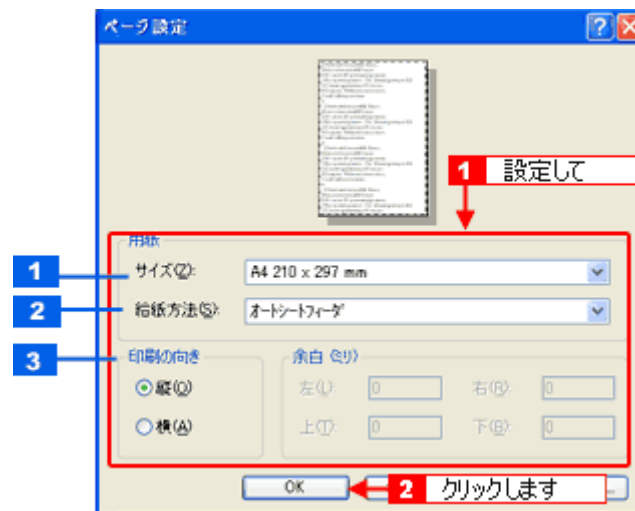 ページ設定
1 設定して
用紙
1
サイズ(Z):
A4 210 x 297 mm
2
給紙方法(S):
オートシートフィーダ
3
印刷の向き
余白 (ミリ)
縦(O)
左(L):
0
右(R):
0
横(A)
上(T):
0
下(B):
0
OK
2 クリックします